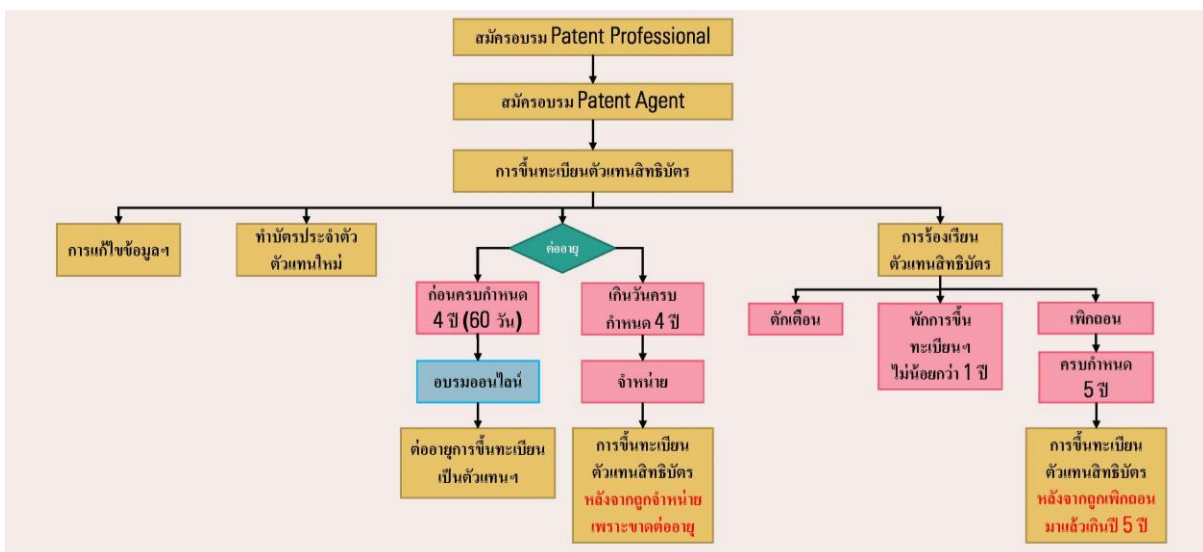 สมัครอบรม Patent Professional
สมัครอบรม Patent Agent
การขึ้นทะเบียนตัวแทนสิทธิบัตร
การแก้ไขข้อมูลฯ
ทำบัตรประจำตัว
ตัวแทนใหม่
ต่ออายุ
การร้องเรียน
ตัวแทนสิทธิบัตร
ก่อนครบกำหนด
4 ปี (60 วัน)
เกินวันครบ
กำหนด 4 ปี
ตักเตือน
พักการขึ้น
ทะเบียนฯ
ไม่น้อยกว่า 1 ปี
เพิกถอน
อบรมออนไลน์
จำหน่าย
ครบกำหนด
5 ปี
ต่ออายุการขึ้นทะเบียน
เป็นตัวแทนฯ
การขึ้นทะเบียน
ตัวแทนสิทธิบัตร
หลังจากถูกจำหน่าย
เพราะขาดต่ออายุ
การขึ้นทะเบียน
ตัวแทนสิทธิบัตร
หลังจากถูกเพิกถอน
มาแล้วเกินปี 5 ปี